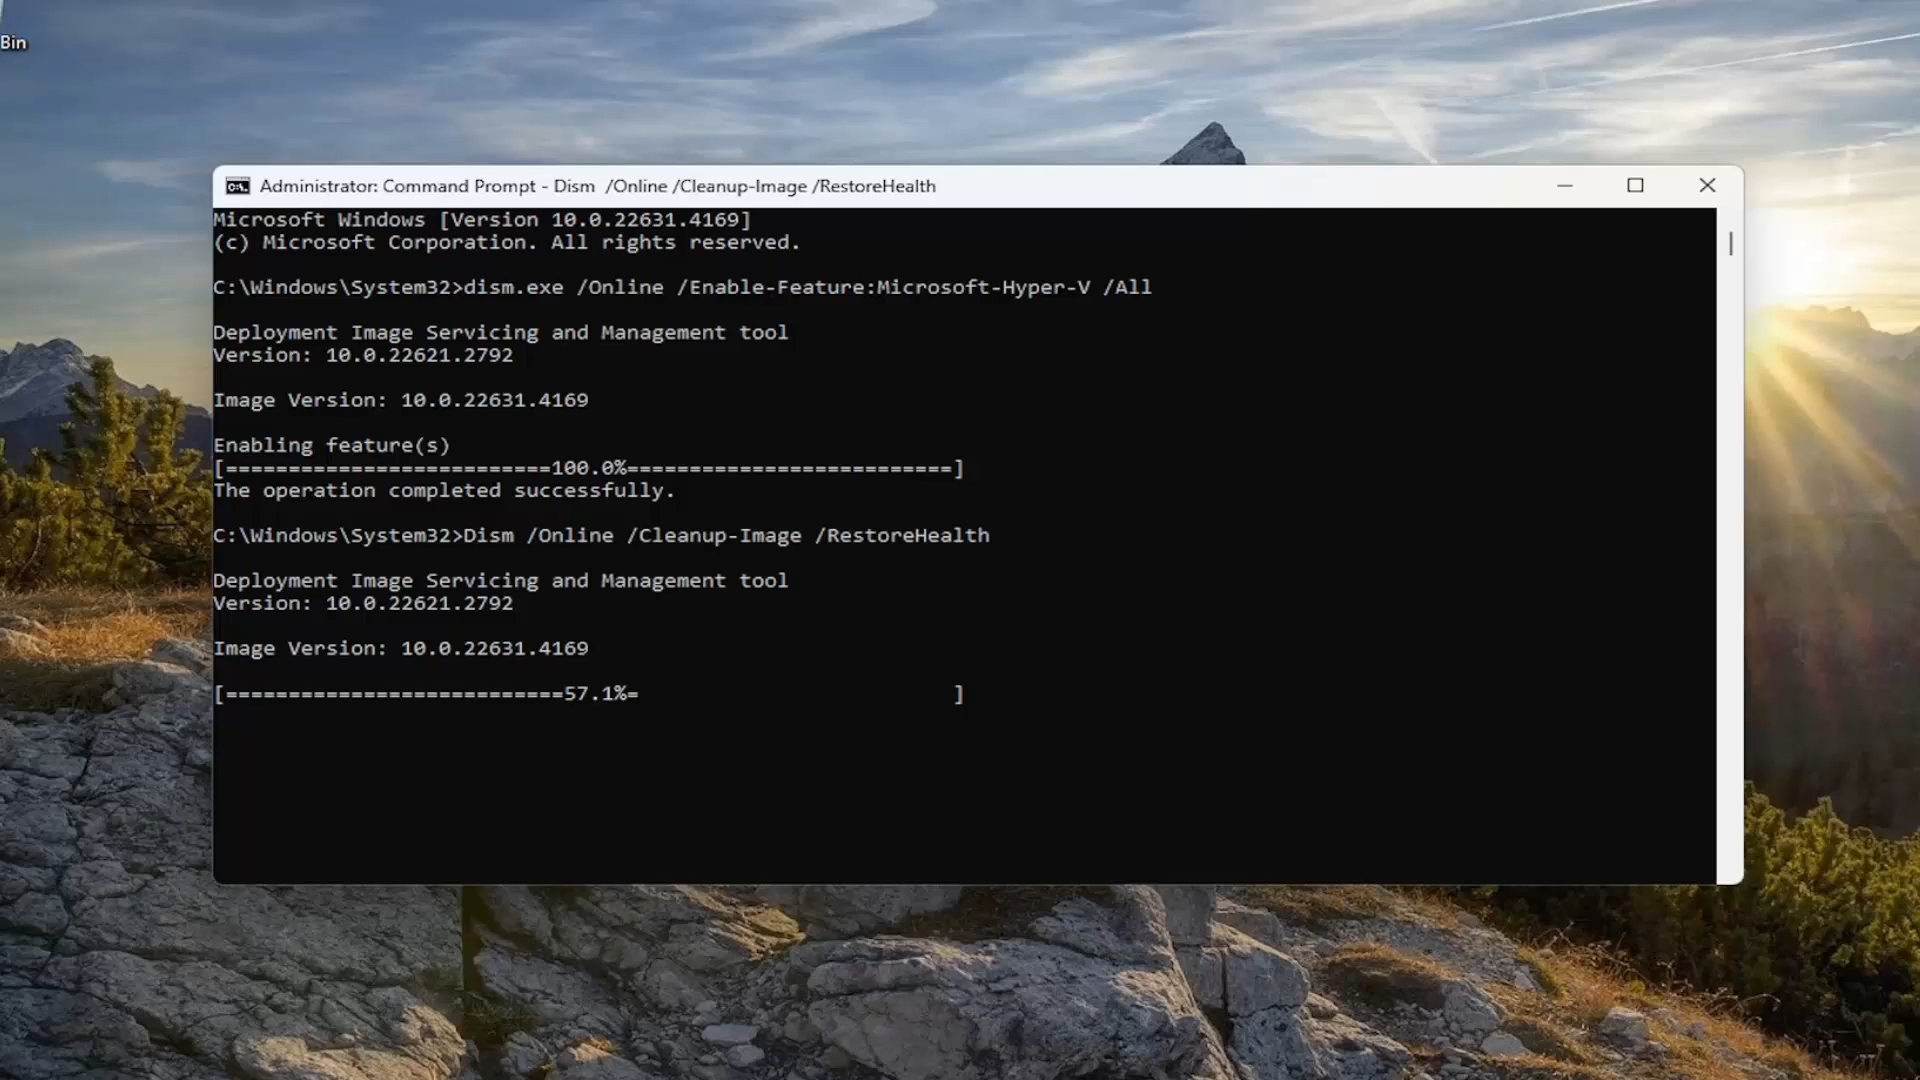 Bin
Administrator: Command Prompt - Dism  /Online /Cleanup-Image /RestoreHealth
Microsoft Windows [Version 10.0.22631.4169]
(c) Microsoft Corporation. All rights reserved.
C:\Windows\System32>dism.exe /Online /Enable-Feature:Microsoft-Hyper-V /All
Deployment Image Servicing and Management tool
Version: 10.0.22621.2792
Image Version: 10.0.22631.4169
Enabling feature(s)
[==========================100.0%==========================]
The operation completed successfully.
C:\Windows\System32>Dism /Online /Cleanup-Image /RestoreHealth
Deployment Image Servicing and Management tool
Version: 10.0.22621.2792
Image Version: 10.0.22631.4169
[===========================57.1%=                          ]